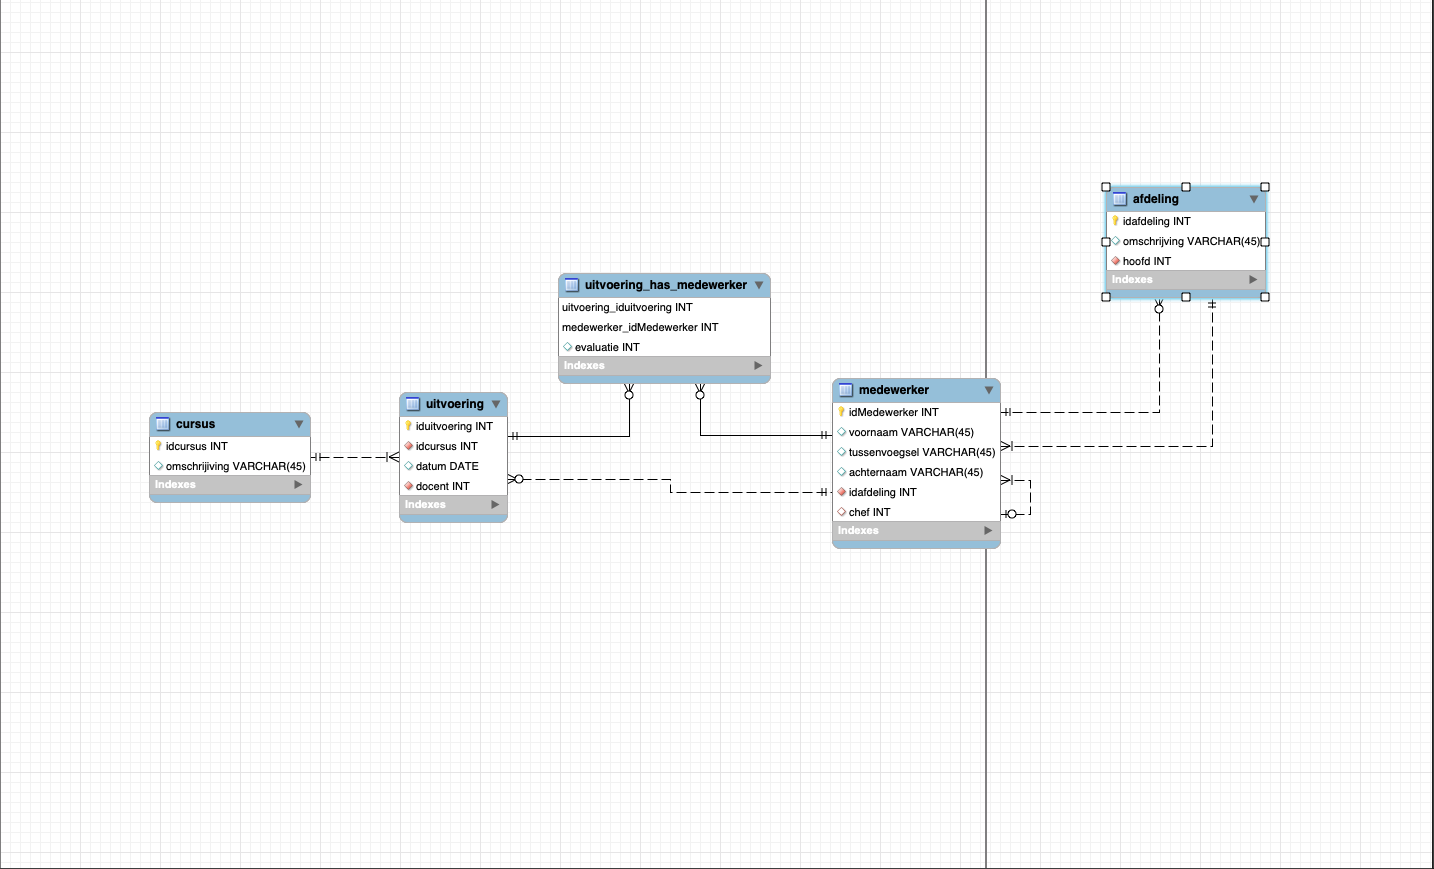 cursus
idcursus INT
omschrijiving VARCHAR(45)
Indexes
uitvoering
iduitvoering INT
idcursus INT
datum DATE
docent INT
Indexes
uitvoering_has_medewerker
uitvoering_iduitvoering INT
medewerker_idMedewerker INT
evaluatie INT
Indexes
medewerker
idMedewerker INT
voornaam VARCHAR(45)
tussenvoegsel VARCHAR(45)
achternaam VARCHAR(45)
idafdeling INT
chef INT
Indexes
afdeling
idafdeling INT
omschrijving VARCHAR(45)
hoofd INT
Indexes